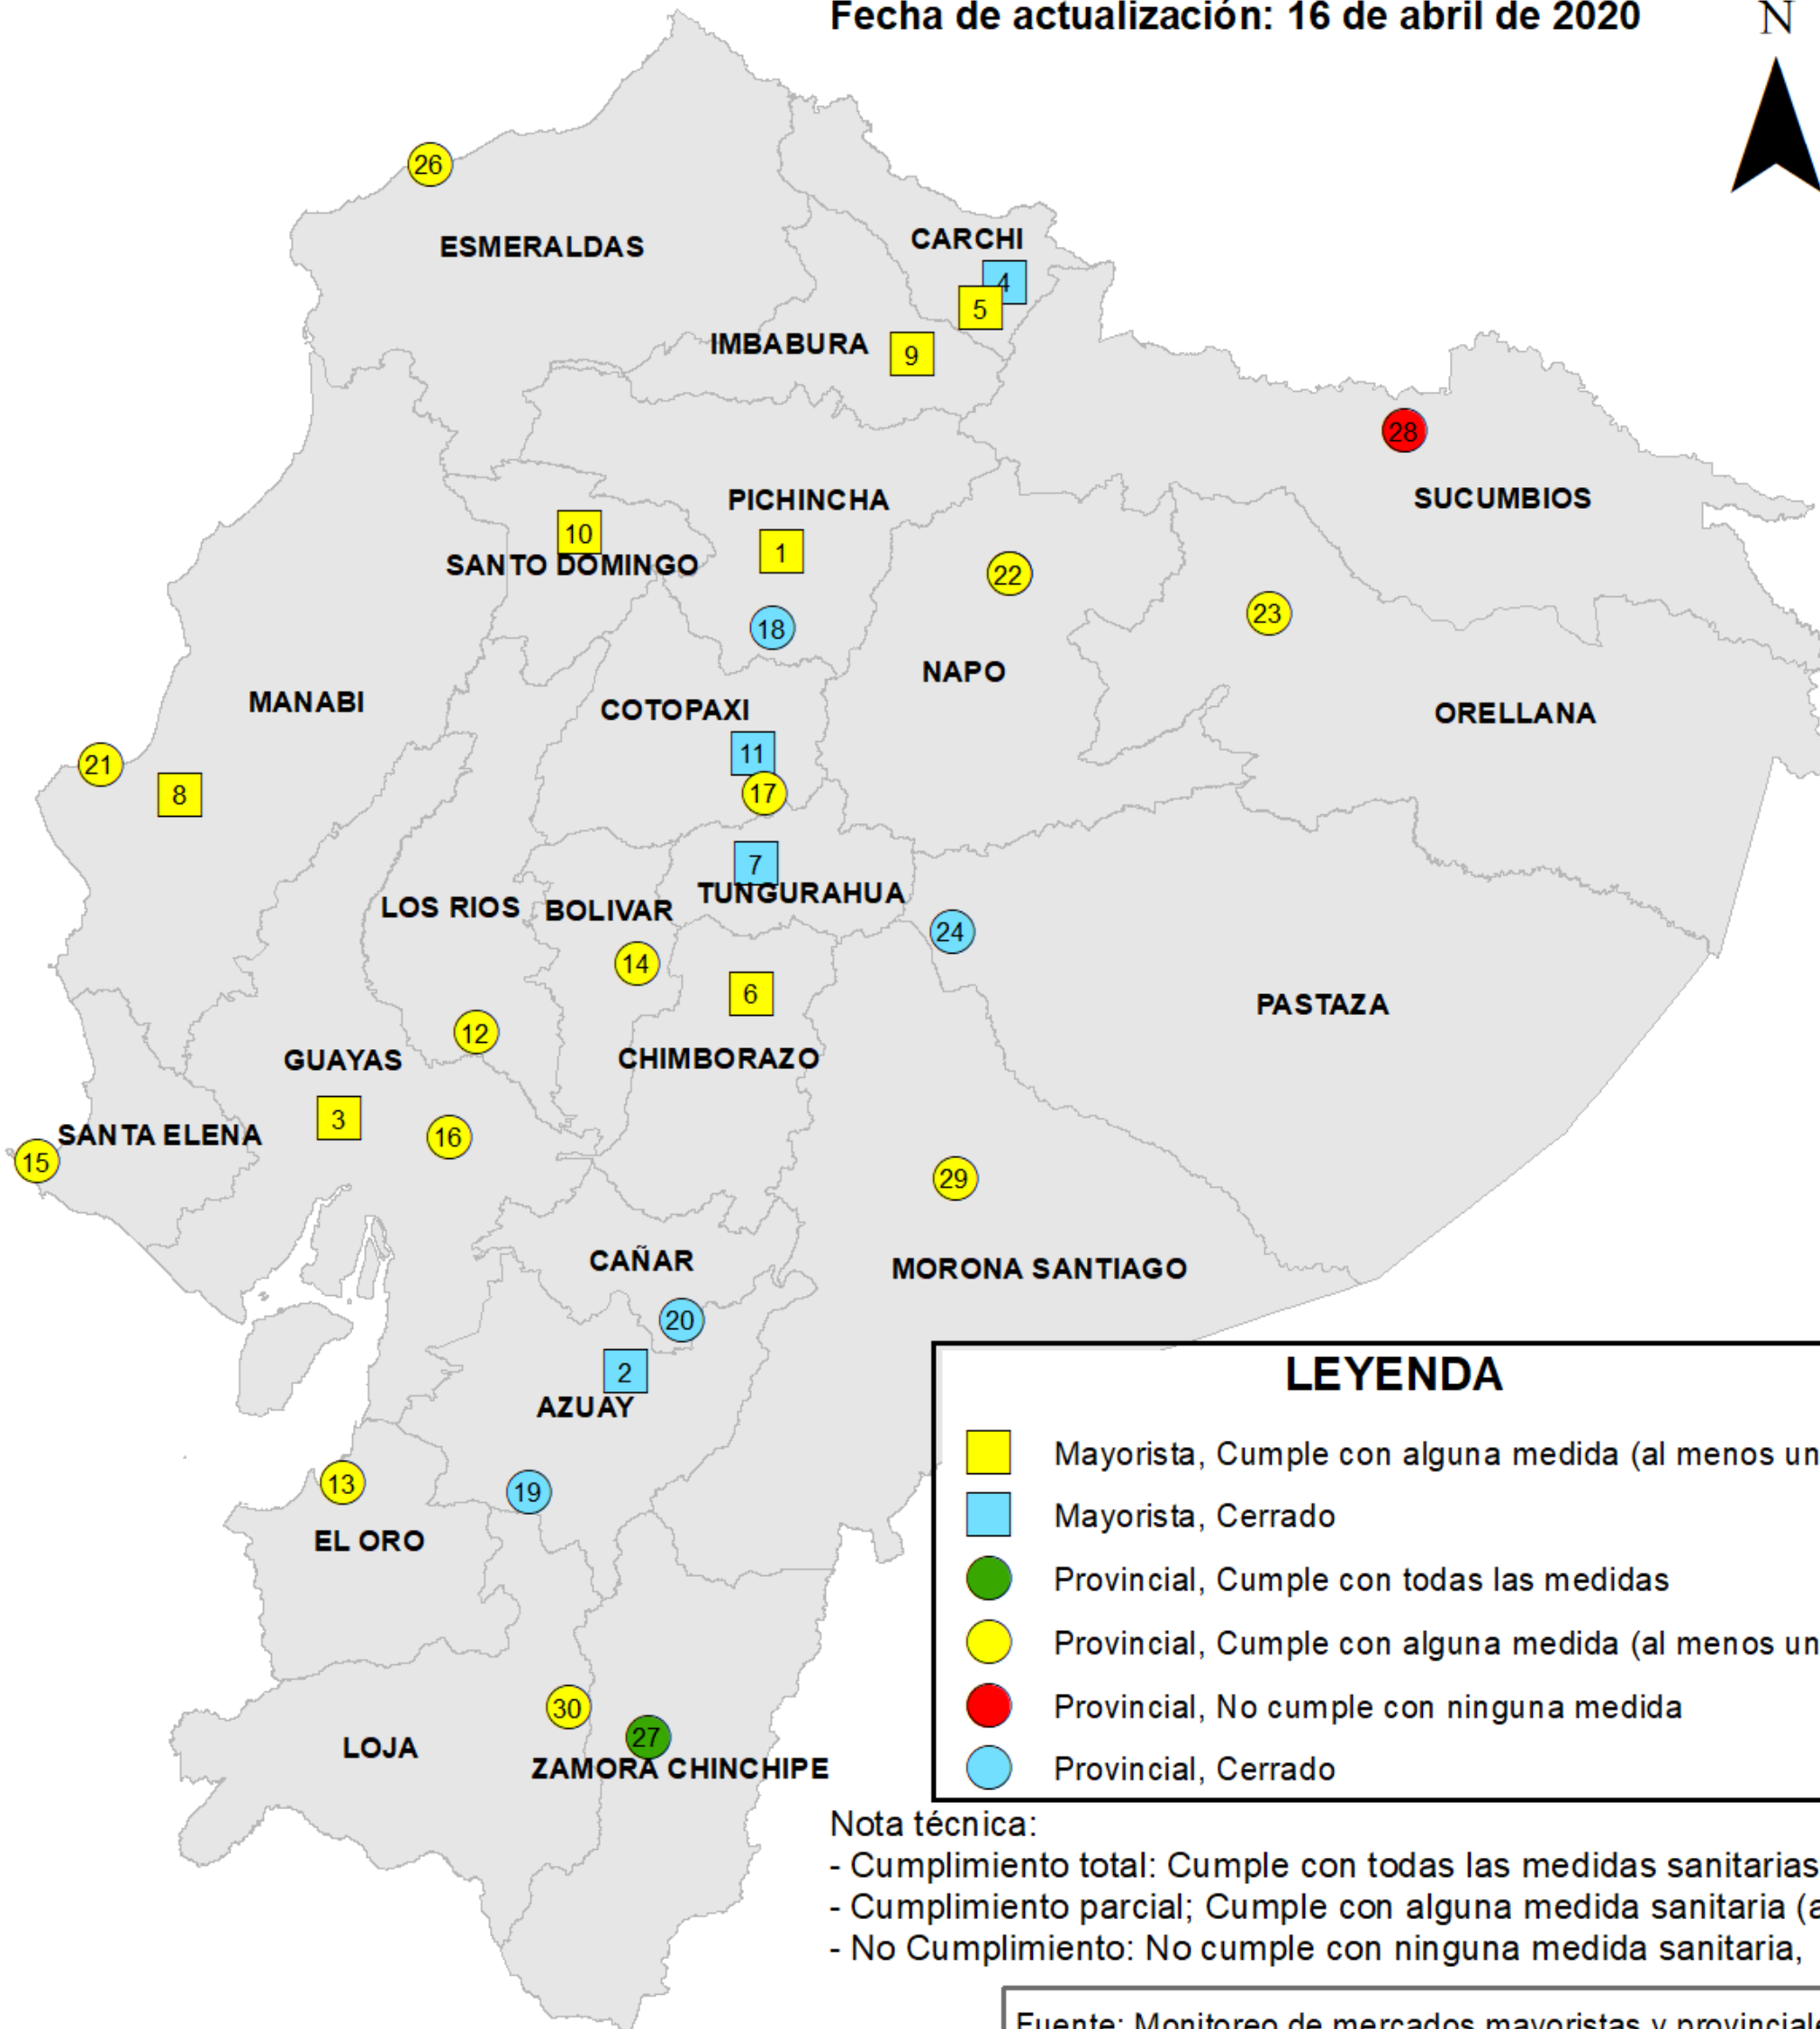 Fecha de actualización: 16 de abril de 2020
N
26
ESMERALDAS
CARCHI
4
5
IMBABURA
9
28
SUCUMBIOS
PICHINCHA
10
1
SANTO DOMINGO
22
23
18
NAPO
MANABI
COTOPAXI
ORELLANA
11
21
8
17
7
TUNGURAHUA
LOS RIOS
BOLIVAR
24
14
6
PASTAZA
12
GUAYAS
CHIMBORAZO
3
SANTA ELENA
16
15
29
CAÑAR
MORONA SANTIAGO
20
2
AZUAY
13
19
EL ORO
30
27
LOJA
ZAMORA CHINCHIPE
LEYENDA
Mayorista, Cumple con alguna medida (al menos un
Mayorista, Cerrado
Provincial, Cumple con todas las medidas
Provincial, Cumple con alguna medida (al menos un
Provincial, No cumple con ninguna medida
Provincial, Cerrado
Nota técnica:
- Cumplimiento total: Cumple con todas las medidas sanitarias
- Cumplimiento parcial; Cumple con alguna medida sanitaria (a
- No Cumplimiento: No cumple con ninguna medida sanitaria,
Fuente: Monitoreo de mercados mayoristas y provincial